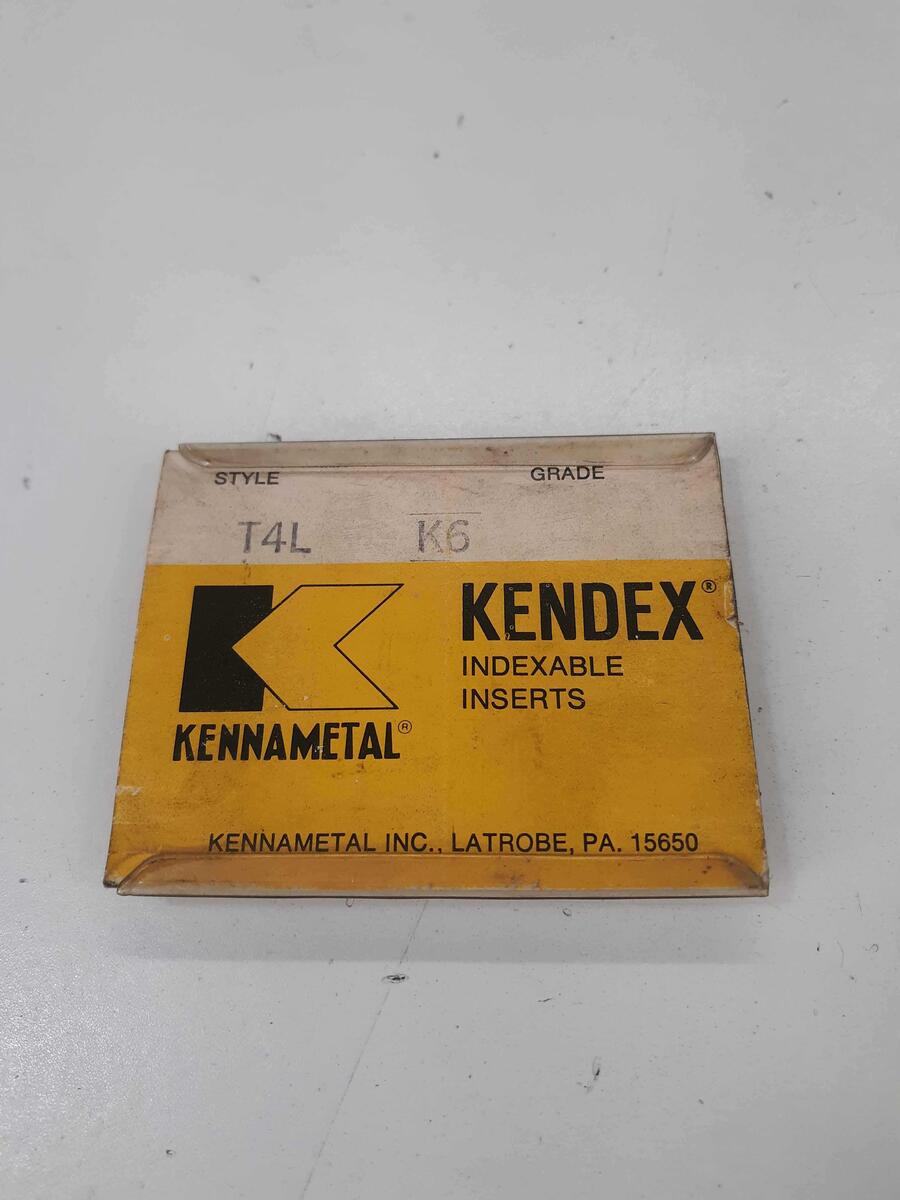 STYLE GRADE
T4L K6
KENDEX®
INDEXABLE
INSERTS
KENNAMETAL®
KENNAMETAL INC., LATROBE, PA. 15650